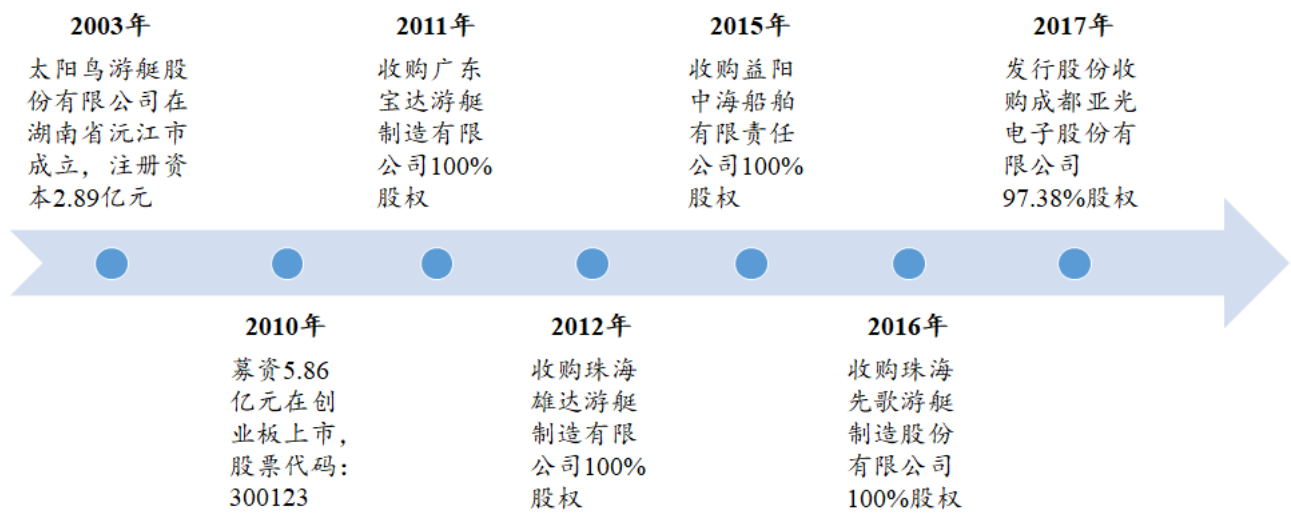 2003年
太阳鸟游艇股
份有限公司在
湖南省沅江市
成立，注册资
本2.89亿元
2010年
募资5.86
亿元在创
业板上市，
股票代码：
300123
2011年
收购广东
宝达游艇
制造有限
公司100%
股权
2012年
收购珠海
雄达游艇
制造有限
公司100%
股权
2015年
收购益阳
中海船舶
有限责任
公司100%
股权
2016年
收购珠海
先歌游艇
制造股份
有限公司
100%股权
2017年
发行股份收
购成都亚光
电子股份有
限公司
97.38%股权